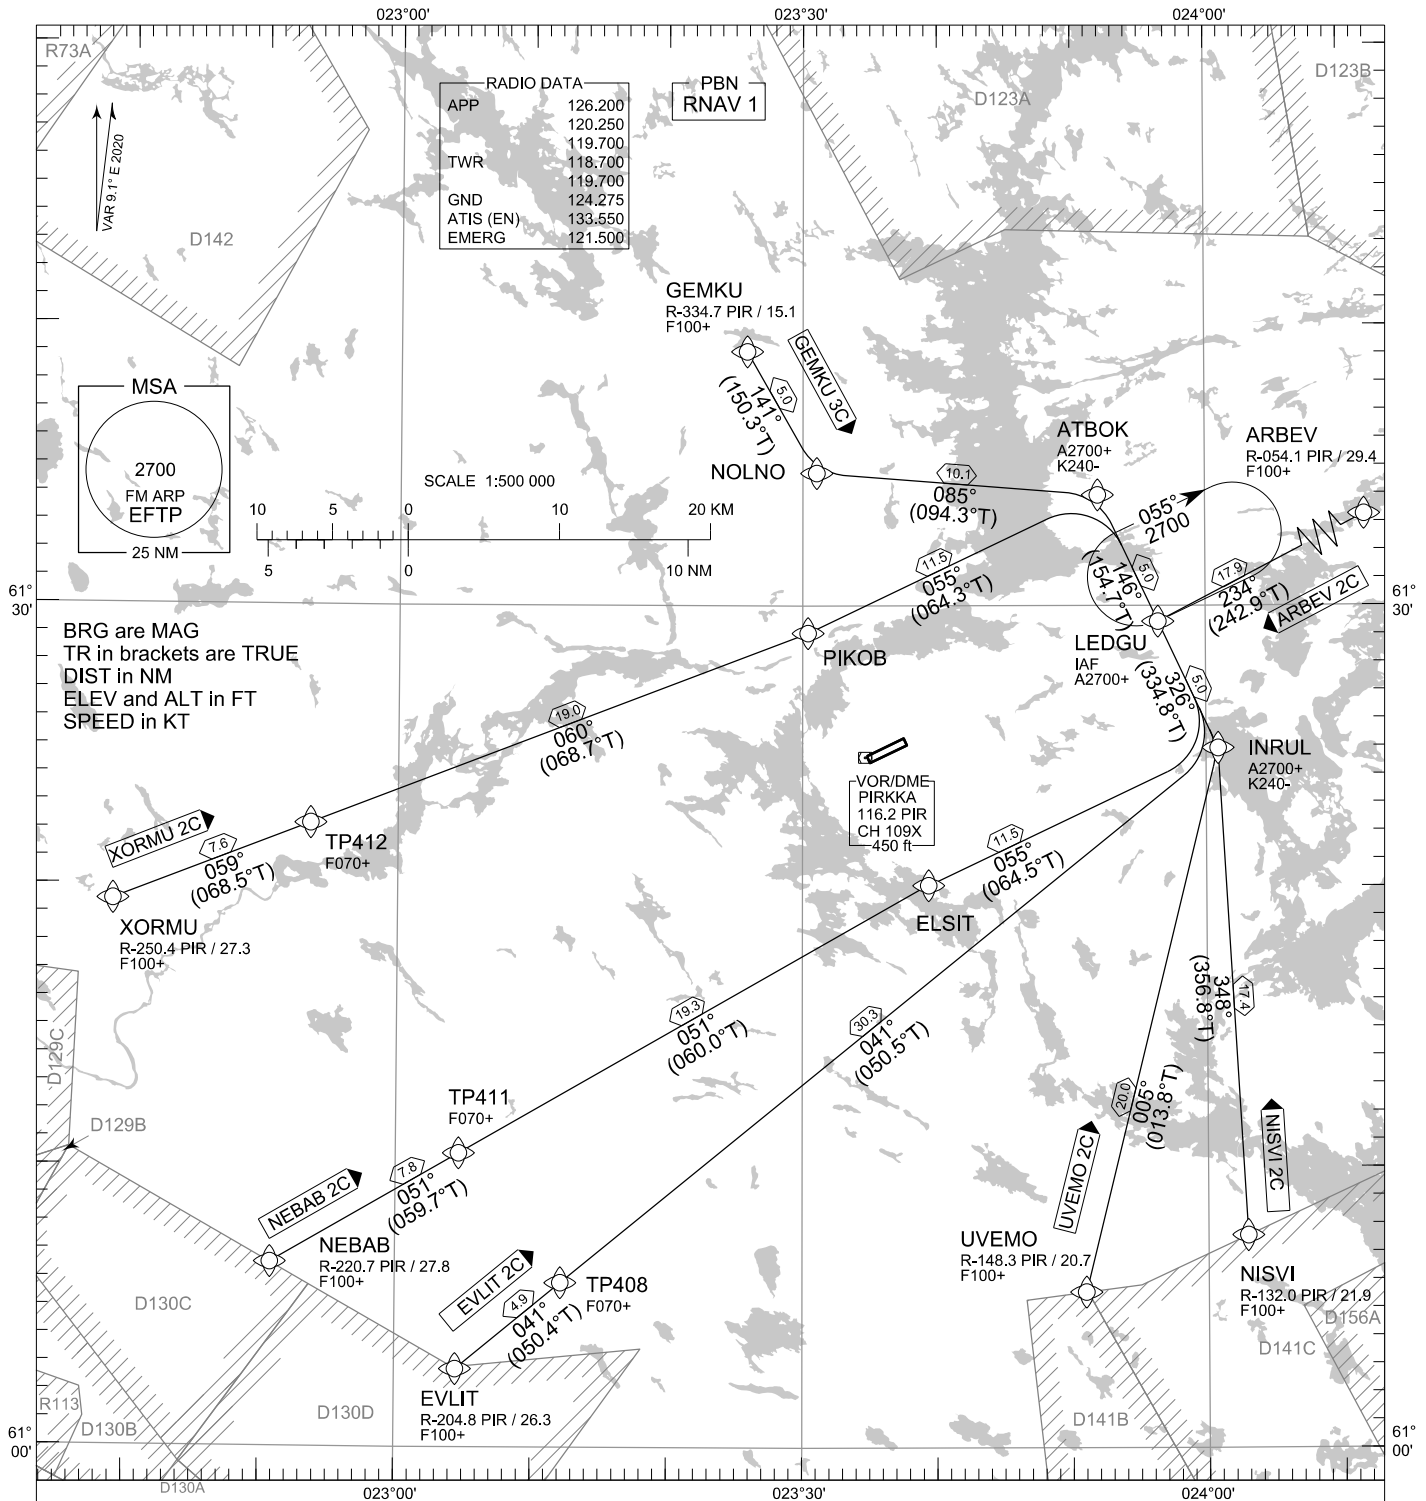 023°00'
023°30'
024°00'
R73A
D142
VAR 9.1° E 2020
RADIO DATA
APP 126.200
120.250
119.700
TWR 118.700
119.700
GND 124.275
ATIS (EN) 133.550
EMERG 121.500
PBN
RNAV 1
D123A
D123B
GEMKU
R-334.7 PIR / 15.1
F100+
GEMKU 3C
5.0
141°
(150.3°T)
MSA
2700
FM ARP
EFTP
25 NM
SCALE 1:500 000
10 5 0 10 20 KM
5 0 10 NM
NOLNO
10.1
085°
(094.3°T)
ATBOK
A2700+
K240-
ARBEV
R-054.1 PIR / 29.4
F100+
055°
2700
11.5
055°
(064.3°T)
5.0
146°
(154.7°T)
17.9
234°
(242.9°T)
ARBEV 2C
61°
30'
61°
30'
BRG are MAG
TR in brackets are TRUE
DIST in NM
ELEV and ALT in FT
SPEED in KT
PIKOB
LEDGU
IAF
A2700+
5.0
326°
(334.8°T)
19.0
060°
(068.7°T)
INRUL
A2700+
K240-
VOR/DME
PIRKKA
116.2 PIR
CH 109X
450 ft
XORMU 2C
7.6
059°
(068.5°T)
TP412
F070+
XORMU
R-250.4 PIR / 27.3
F100+
11.5
055°
(064.5°T)
ELSIT
19.3
051°
(060.0°T)
30.3
041°
(050.5°T)
17.4
348°
(356.8°T)
D129C
D129B
TP411
F070+
20.0
005°
(013.8°T)
NEBAB 2C
7.8
051°
(059.7°T)
UVEMO 2C
NISVI 2C
NEBAB
R-220.7 PIR / 27.8
F100+
EVLIT 2C
4.9
041°
(050.4°T)
TP408
F070+
UVEMO
R-148.3 PIR / 20.7
F100+
NISVI
R-132.0 PIR / 21.9
F100+
D130C
D156A
D141C
R113
D130B
D130D
EVLIT
R-204.8 PIR / 26.3
F100+
D141B
61°
00'
61°
00'
D130A
023°00'
023°30'
024°00'